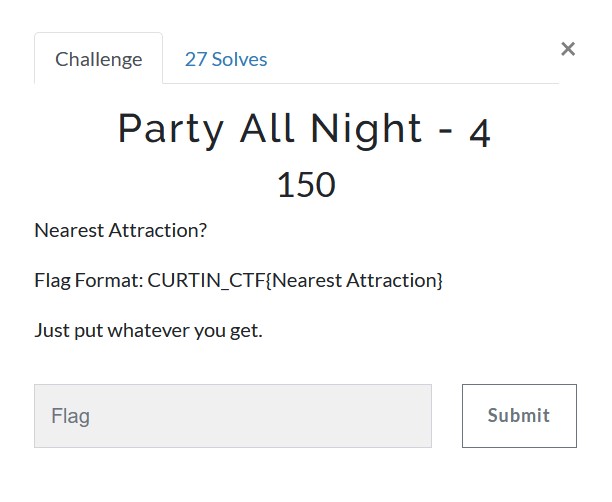 Challenge
27 Solves
×
Party All Night - 4
150
Nearest Attraction?
Flag Format: CURTIN_CTF{Nearest Attraction}
Just put whatever you get.
Flag
Submit